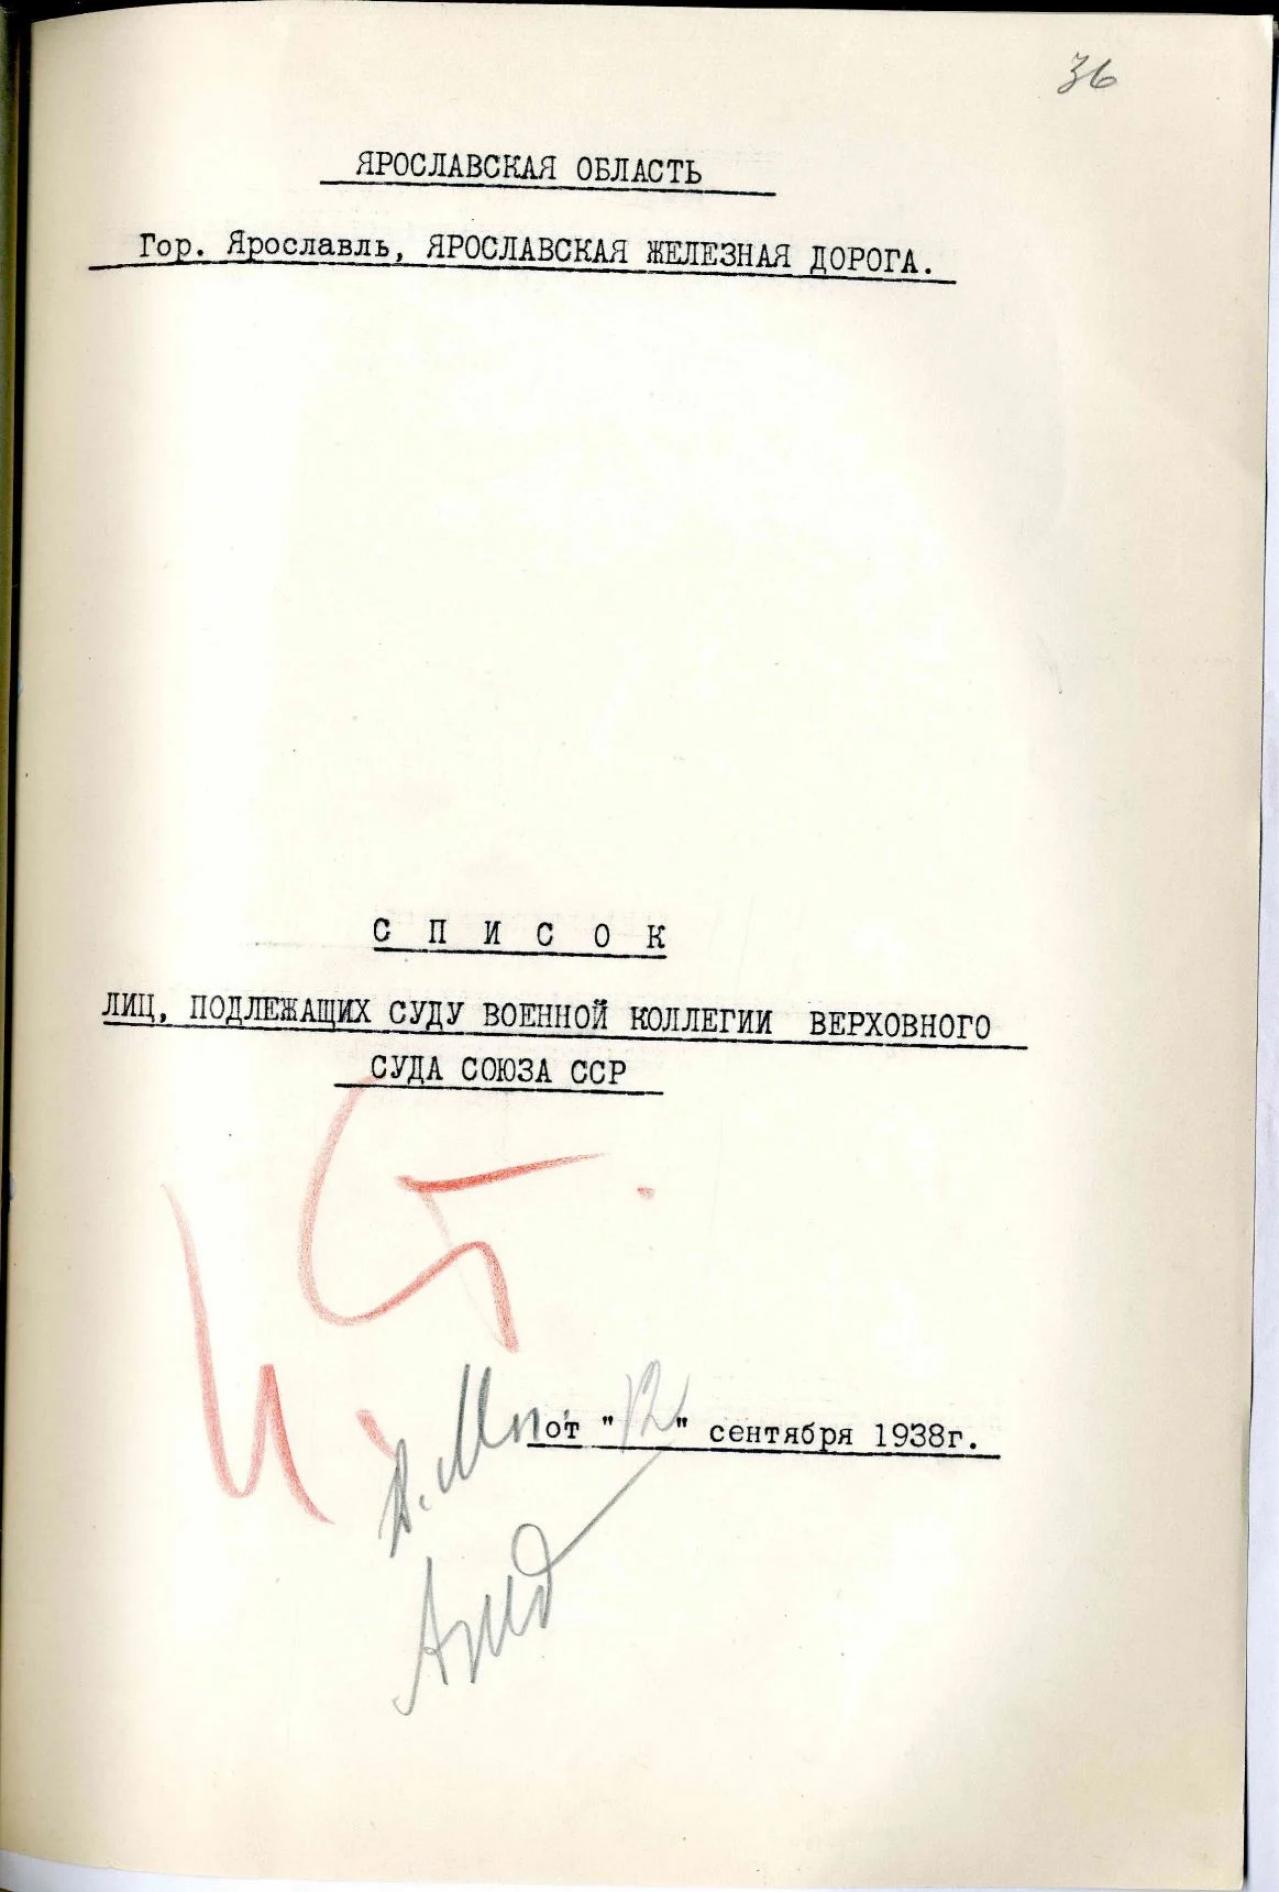 36
ЯРОСЛАВСКАЯ ОБЛАСТЬ
Гор. Ярославль, ЯРОСЛАВСКАЯ ЖЕЛЕЗНАЯ ДОРОГА.
С П И С О К
ЛИЦ, ПОДЛЕЖАЩИХ СУДУ ВОЕННОЙ КОЛЛЕГИИ ВЕРХОВНОГО
СУДА СОЮЗА ССР
от "12" сентября 1938г.